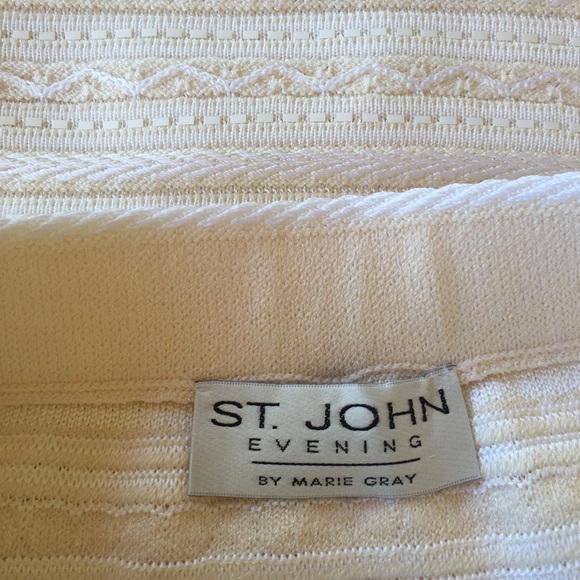 ST. JOHN
EVENING
BY MARIE GRAY